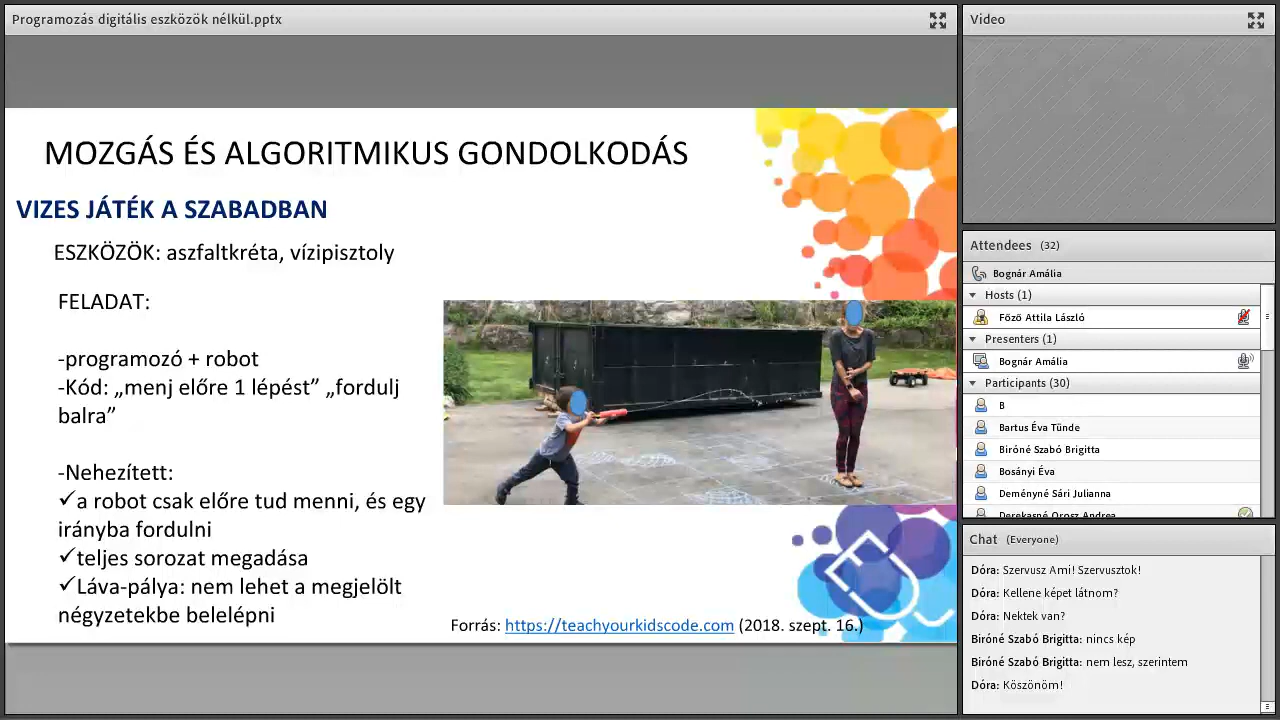 Programozás digitális eszközök nélkül.pptx
MOZGÁS ÉS ALGORITMIKUS GONDOLKODÁS
VIZES JÁTÉK A SZABADBAN
ESZKÖZÖK: aszfaltkréta, vízipisztoly
FELADAT:
-programozó + robot
-Kód: „menj előre 1 lépést” „fordulj
balra”
-Nehezített:
✓a robot csak előre tud menni, és egy
irányba fordulni
✓teljes sorozat megadása
✓Láva-pálya: nem lehet a megjelölt
négyzetekbe belelépni
Forrás: https://teachyourkidscode.com (2018. szept. 16.)
Video
Attendees (32)
Bognár Amália
Hosts (1)
Főző Attila László
Presenters (1)
Bognár Amália
Participants (30)
B
Bartus Éva Tünde
Biróné Szabó Brigitta
Bosányi Éva
Deményné Sári Julianna
Derekasné Orosz Andrea
Chat (Everyone)
Dóra: Szervusz Ami! Szervusztok!
Dóra: Kellene képet látnom?
Dóra: Nektek van?
Biróné Szabó Brigitta: nincs kép
Biróné Szabó Brigitta: nem lesz, szerintem
Dóra: Köszönöm!